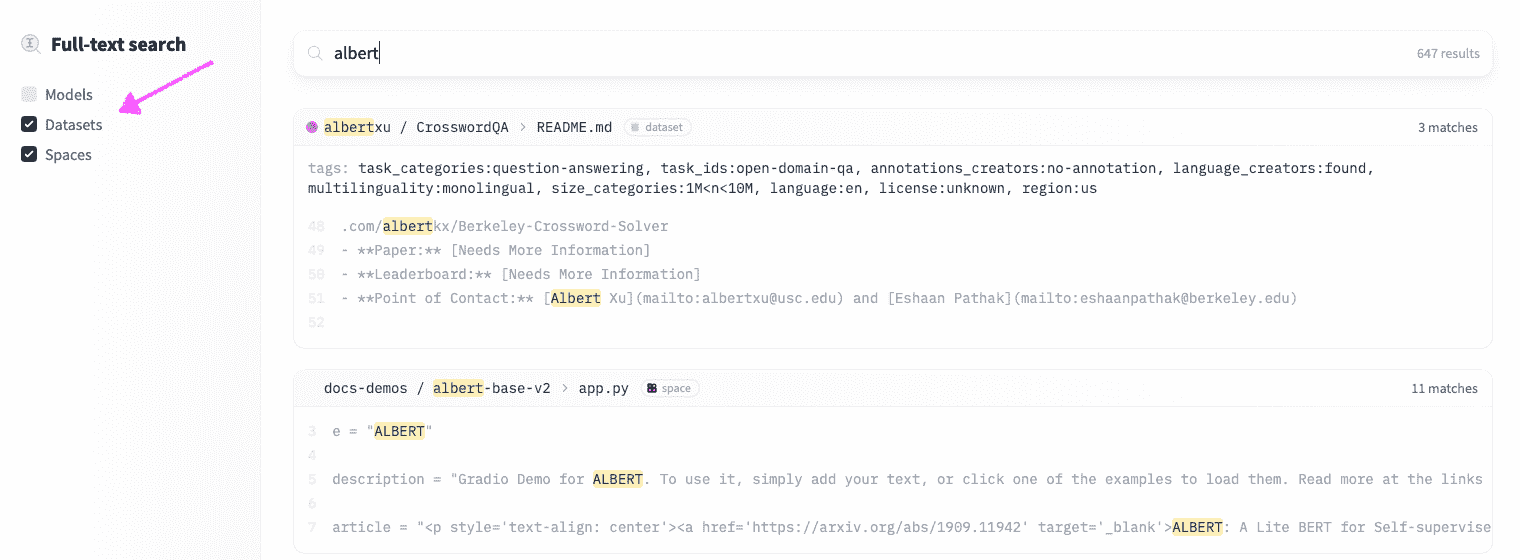 Full-text search
Models
Datasets
Spaces
albert
647 results
albertxu / CrosswordQA > README.md dataset
3 matches
tags: task_categories:question-answering, task_ids:open-domain-qa, annotations_creators:no-annotation, language_creators:found,
multilinguality:monolingual, size_categories:1M<n<10M, language:en, license:unknown, region:us
48 .com/albertkx/Berkeley-Crossword-Solver
49 - **Paper:** [Needs More Information]
50 - **Leaderboard:** [Needs More Information]
51 - **Point of Contact:** [Albert Xu](mailto:albertxu@usc.edu) and [Eshaan Pathak](mailto:eshaanpathak@berkeley.edu)
52
docs-demos / albert-base-v2 > app.py space
11 matches
3 e = "ALBERT"
4
5 description = "Gradio Demo for ALBERT. To use it, simply add your text, or click one of the examples to load them. Read more at the links
6
7 article = "<p style='text-align: center'><a href='https://arxiv.org/abs/1909.11942' target='_blank'>ALBERT: A Lite BERT for Self-supervise